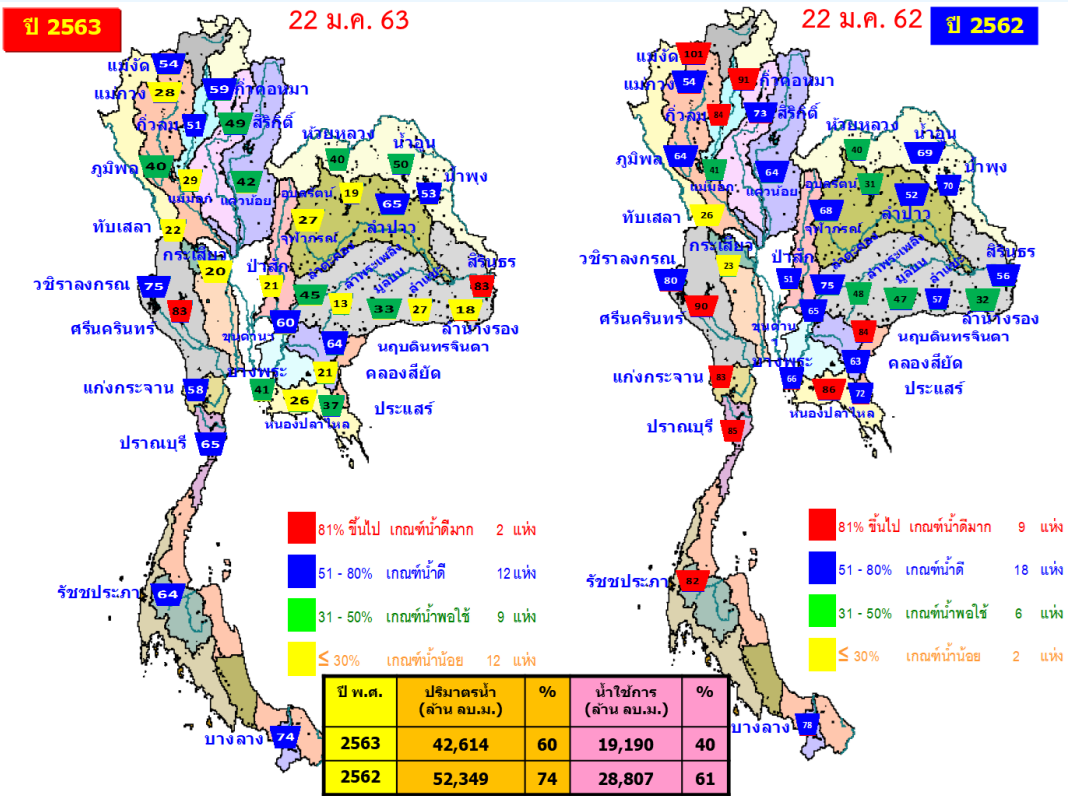 ปี 2563
22 ม.ค. 63
แม่งัด 54
แม่กวง 28
59 กิ่วคอหมา
กิ่วลม 51
49 สิริกิติ์
ห้วยหลวง
40
น้ำอูน
50
ภูมิพล 40
29
แม่มอก
42
แควน้อย
อุบลรัตน์
19
53
น้ำพุง
65
ลำปาว
27
จุฬาภรณ์
ทับเสลา 22
กระเสียว
20
ป่าสัก
21
ลำตะคอง
45
ลำพระเพลิง
13
มูลบน
33
ลำแชะ
27
สิรินธร
83
18
ลำนางรอง
วชิราลงกรณ 75
83
ศรีนครินทร
60
ขุนด่านฯ
64
นฤบดินทรจินดา
21
คลองสียัด
บางพระ
41
26
หนองปลาไหล
37
ประแสร์
แก่งกระจาน 58
ปราณบุรี 65
รัชชประภา 64
บางลาง 74
81% ขึ้นไป เกณฑ์น้ำดีมาก 2 แห่ง
51 - 80% เกณฑ์น้ำดี 12 แห่ง
31 - 50% เกณฑ์น้ำพอใช้ 9 แห่ง
≤ 30% เกณฑ์น้ำน้อย 12 แห่ง
22 ม.ค. 62
ปี 2562
แม่งัด 101
แม่กวง 54
91 กิ่วคอหมา
กิ่วลม 84
73 สิริกิติ์
ห้วยหลวง
40
น้ำอูน
69
ภูมิพล 64
41
แม่มอก
64
แควน้อย
อุบลรัตน์
31
70
น้ำพุง
52
ลำปาว
68
จุฬาภรณ์
ทับเสลา 26
กระเสียว
23
ป่าสัก
51
ลำตะคอง
75
ลำพระเพลิง
48
มูลบน
47
ลำแชะ
57
สิรินธร
56
32
ลำนางรอง
วชิราลงกรณ 80
90
ศรีนครินทร
65
ขุนด่านฯ
84
นฤบดินทรจินดา
63
คลองสียัด
บางพระ
66
86
หนองปลาไหล
72
ประแสร์
แก่งกระจาน 83
ปราณบุรี 85
รัชชประภา 82
บางลาง 78
81% ขึ้นไป เกณฑ์น้ำดีมาก 9 แห่ง
51 - 80% เกณฑ์น้ำดี 18 แห่ง
31 - 50% เกณฑ์น้ำพอใช้ 6 แห่ง
≤ 30% เกณฑ์น้ำน้อย 2 แห่ง
ปี พ.ศ. ปริมาตรน้ำ (ล้าน ลบ.ม.) % น้ำใช้การ (ล้าน ลบ.ม.) %
2563 42,614 60 19,190 40
2562 52,349 74 28,807 61